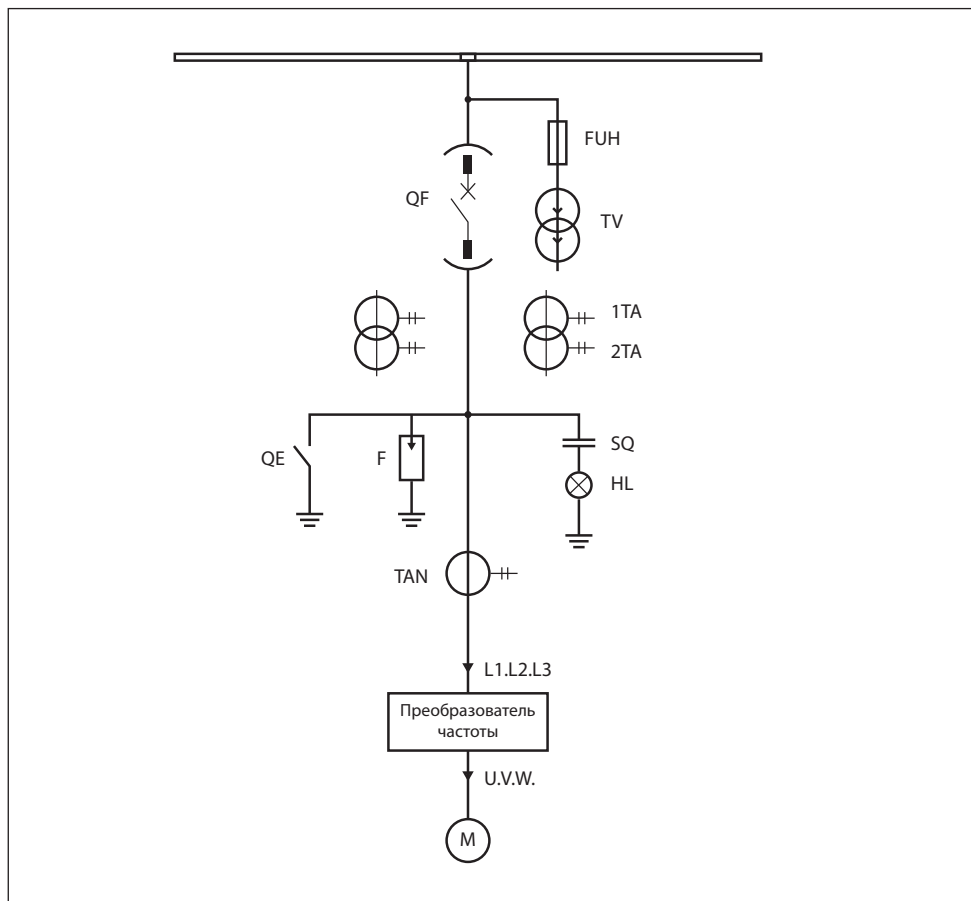 FUH
QF
TV
1TA
2TA
QE
F
SQ
HL
TAN
L1.L2.L3
Преобразователь
частоты
U.V.W.
M